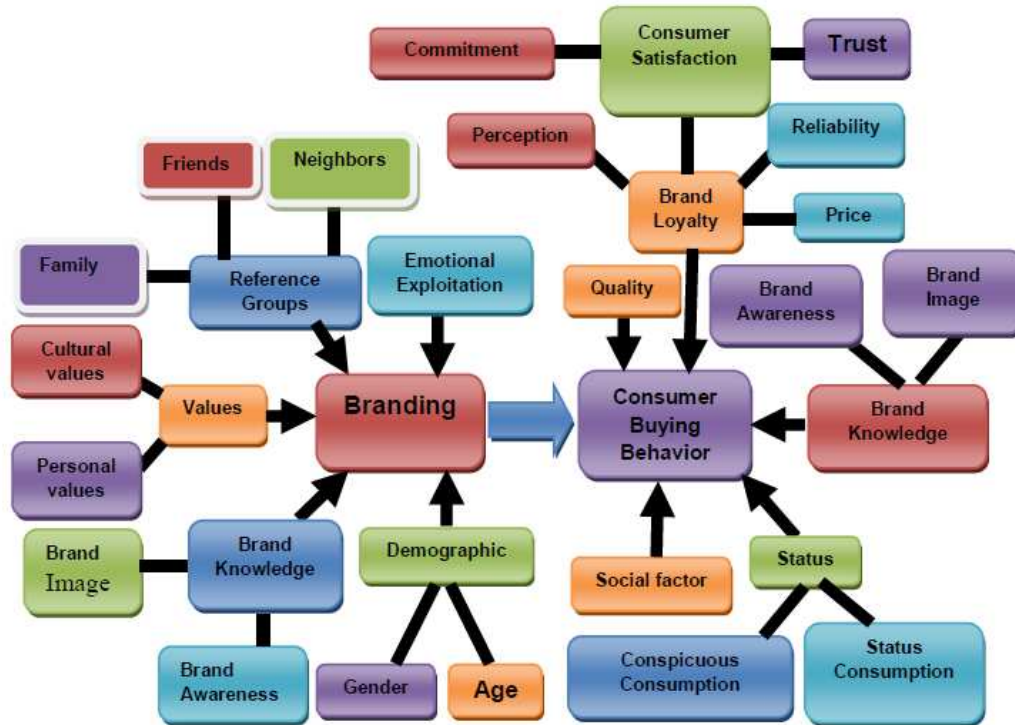 Commitment
Consumer
Satisfaction
Trust
Perception
Reliability
Friends
Neighbors
Brand
Loyalty
Price
Family
Reference
Groups
Emotional
Exploitation
Quality
Brand
Awareness
Brand
Image
Cultural
values
Values
Branding
Consumer
Buying
Behavior
Brand
Knowledge
Personal
values
Brand
Image
Brand
Knowledge
Demographic
Social factor
Status
Brand
Awareness
Gender
Age
Conspicuous
Consumption
Status
Consumption